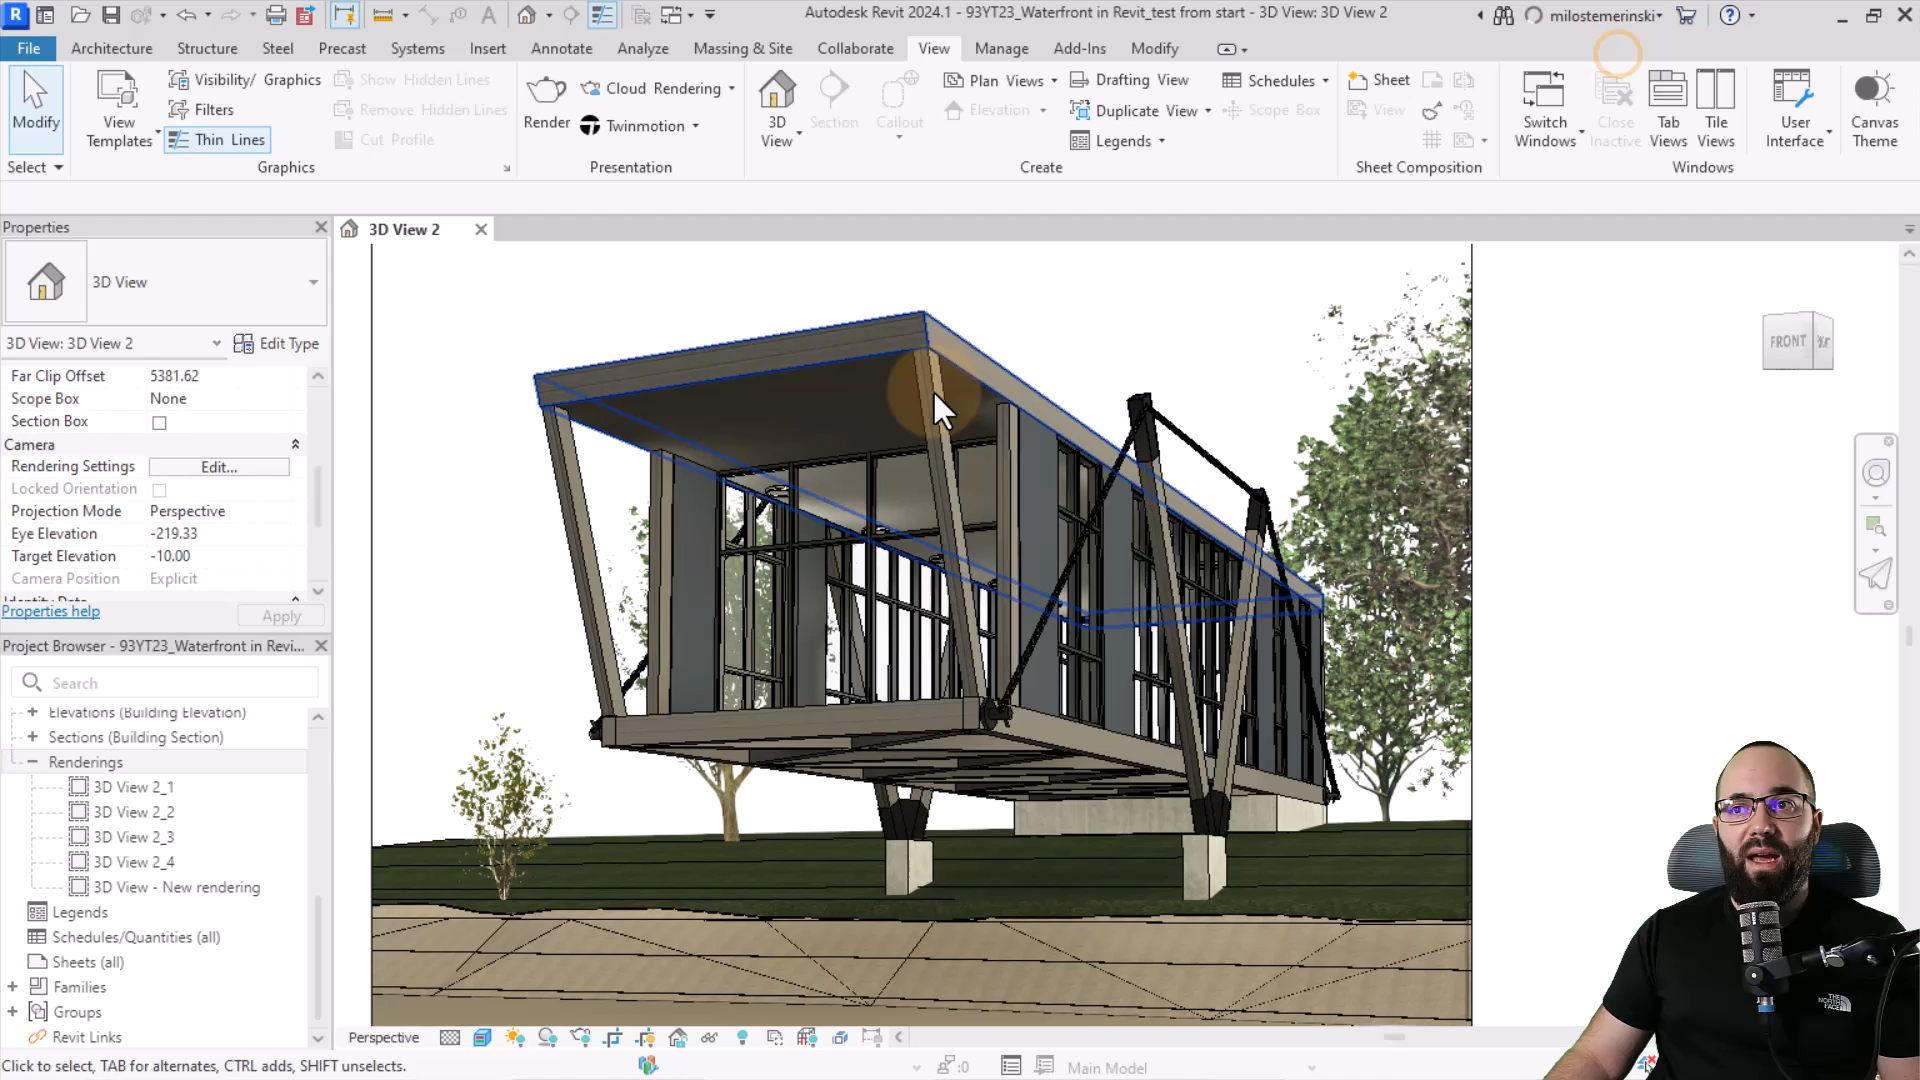 Autodesk Revit 2024.1 - 93YT23_Waterfront in Revit_test from start - 3D View: 3D View 2
milostemerinski
File
Architecture
Structure
Steel
Precast
Systems
Insert
Annotate
Analyze
Massing & Site
Collaborate
View
Manage
Add-Ins
Modify
Modify
View
Templates
Visibility/ Graphics
Filters
Thin Lines
Show Hidden Lines
Remove Hidden Lines
Cut Profile
Render
Cloud Rendering
Twinmotion
3D
View
Section
Callout
Plan Views
Elevation
Drafting View
Duplicate View
Legends
Schedules
Scope Box
Sheet
View
Switch
Windows
Close
Inactive
Tab
Views
Tile
Views
User
Interface
Canvas
Theme
Select
Graphics
Presentation
Create
Sheet Composition
Windows
Properties
3D View
3D View: 3D View 2
Edit Type
Far Clip Offset 5381.62
Scope Box None
Section Box
Camera
Rendering Settings Edit...
Locked Orientation
Projection Mode Perspective
Eye Elevation -219.33
Target Elevation -10.00
Camera Position Explicit
Identity Data
Properties help
Apply
Project Browser - 93YT23_Waterfront in Revi...
Search
Elevations (Building Elevation)
Sections (Building Section)
Renderings
3D View 2_1
3D View 2_2
3D View 2_3
3D View 2_4
3D View - New rendering
Legends
Schedules/Quantities (all)
Sheets (all)
Families
Groups
Revit Links
3D View 2
FRONT
Perspective
Click to select, TAB for alternates, CTRL adds, SHIFT unselects.
:0
Main Model
THE
NORTH
FACE